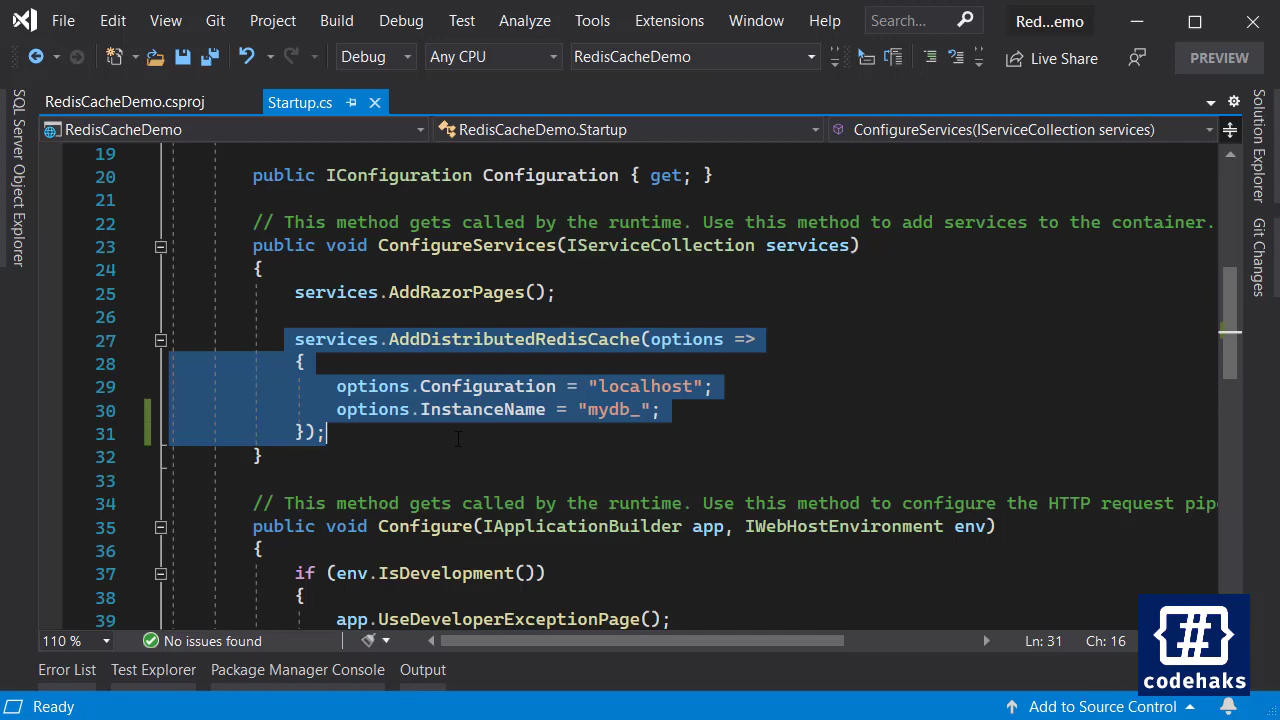 File Edit View Git Project Build Debug Test Analyze Tools Extensions Window Help Search... Red...emo
Debug Any CPU RedisCacheDemo Live Share PREVIEW
RedisCacheDemo.csproj Startup.cs
RedisCacheDemo RedisCacheDemo.Startup ConfigureServices(IServiceCollection services)
SQL Server Object Explorer
Solution Explorer
Git Changes
19
20 public IConfiguration Configuration { get; }
21
22 // This method gets called by the runtime. Use this method to add services to the container.
23 public void ConfigureServices(IServiceCollection services)
24 {
25 services.AddRazorPages();
26
27 services.AddDistributedRedisCache(options =>
28 {
29 options.Configuration = "localhost";
30 options.InstanceName = "mydb_";
31 });
32 }
33
34 // This method gets called by the runtime. Use this method to configure the HTTP request pipe
35 public void Configure(IApplicationBuilder app, IWebHostEnvironment env)
36 {
37 if (env.IsDevelopment())
38 {
39 app.UseDeveloperExceptionPage();
110 % No issues found Ln: 31 Ch: 16
Error List Test Explorer Package Manager Console Output
{#}
codehaks
Ready Add to Source Control